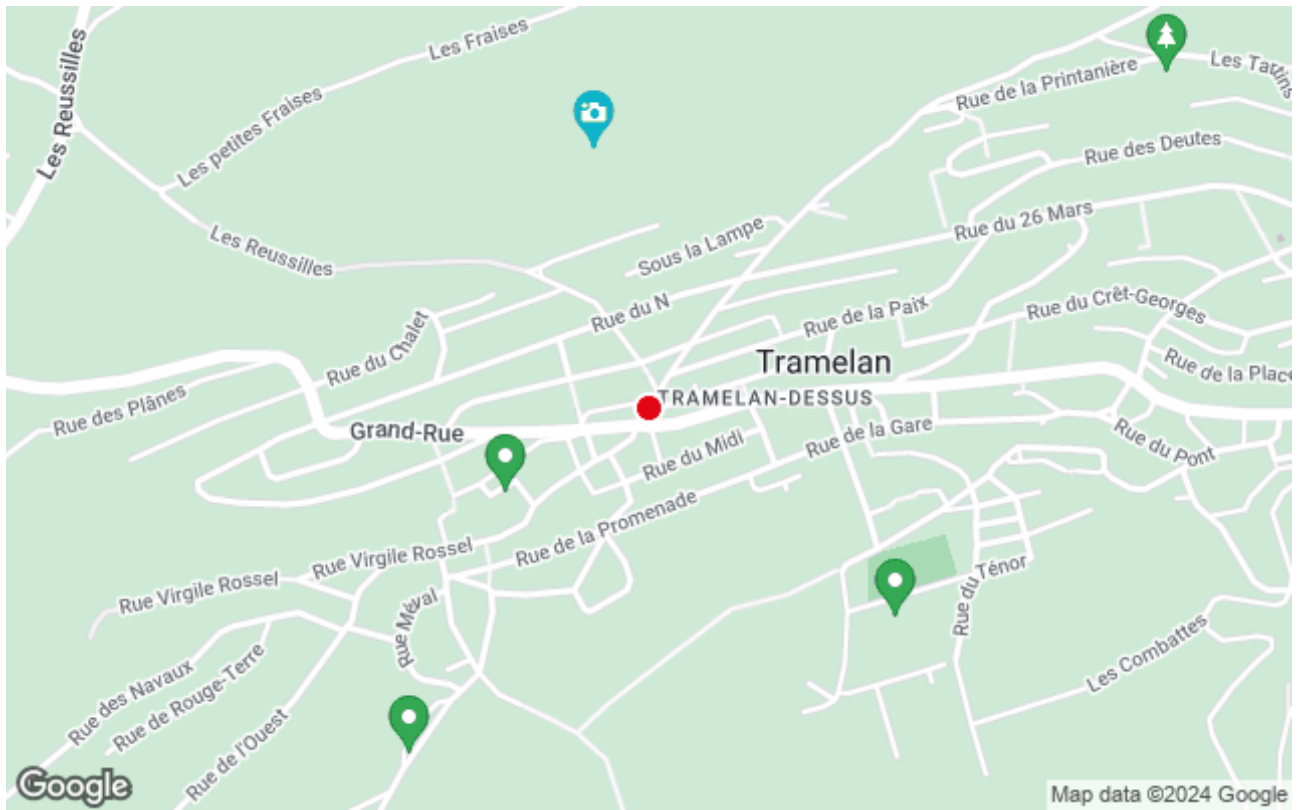 Les Fraises
Les Reussilles
Les petites Fraises
Rue de la Printanière
Les Tartins
Rue des Deutes
Rue du 26 Mars
Les Reussilles
Sous la Lampe
Rue du N
Rue de la Paix
Rue du Crêt-Georges
Rue du Chalet
Tramelan
Rue de la Place
Rue des Plânes
TRAMELAN-DESSUS
Grand-Rue
Rue de la Gare
Rue du Midi
Rue du Pont
Rue de la Promenade
Rue Virgile Rossel
Rue Virgile Rossel
Rue du Ténor
Rue Méval
Les Combattes
Rue des Navaux
Rue de Rouge-Terre
Rue de l'Ouest
Google
Map data ©2024 Google